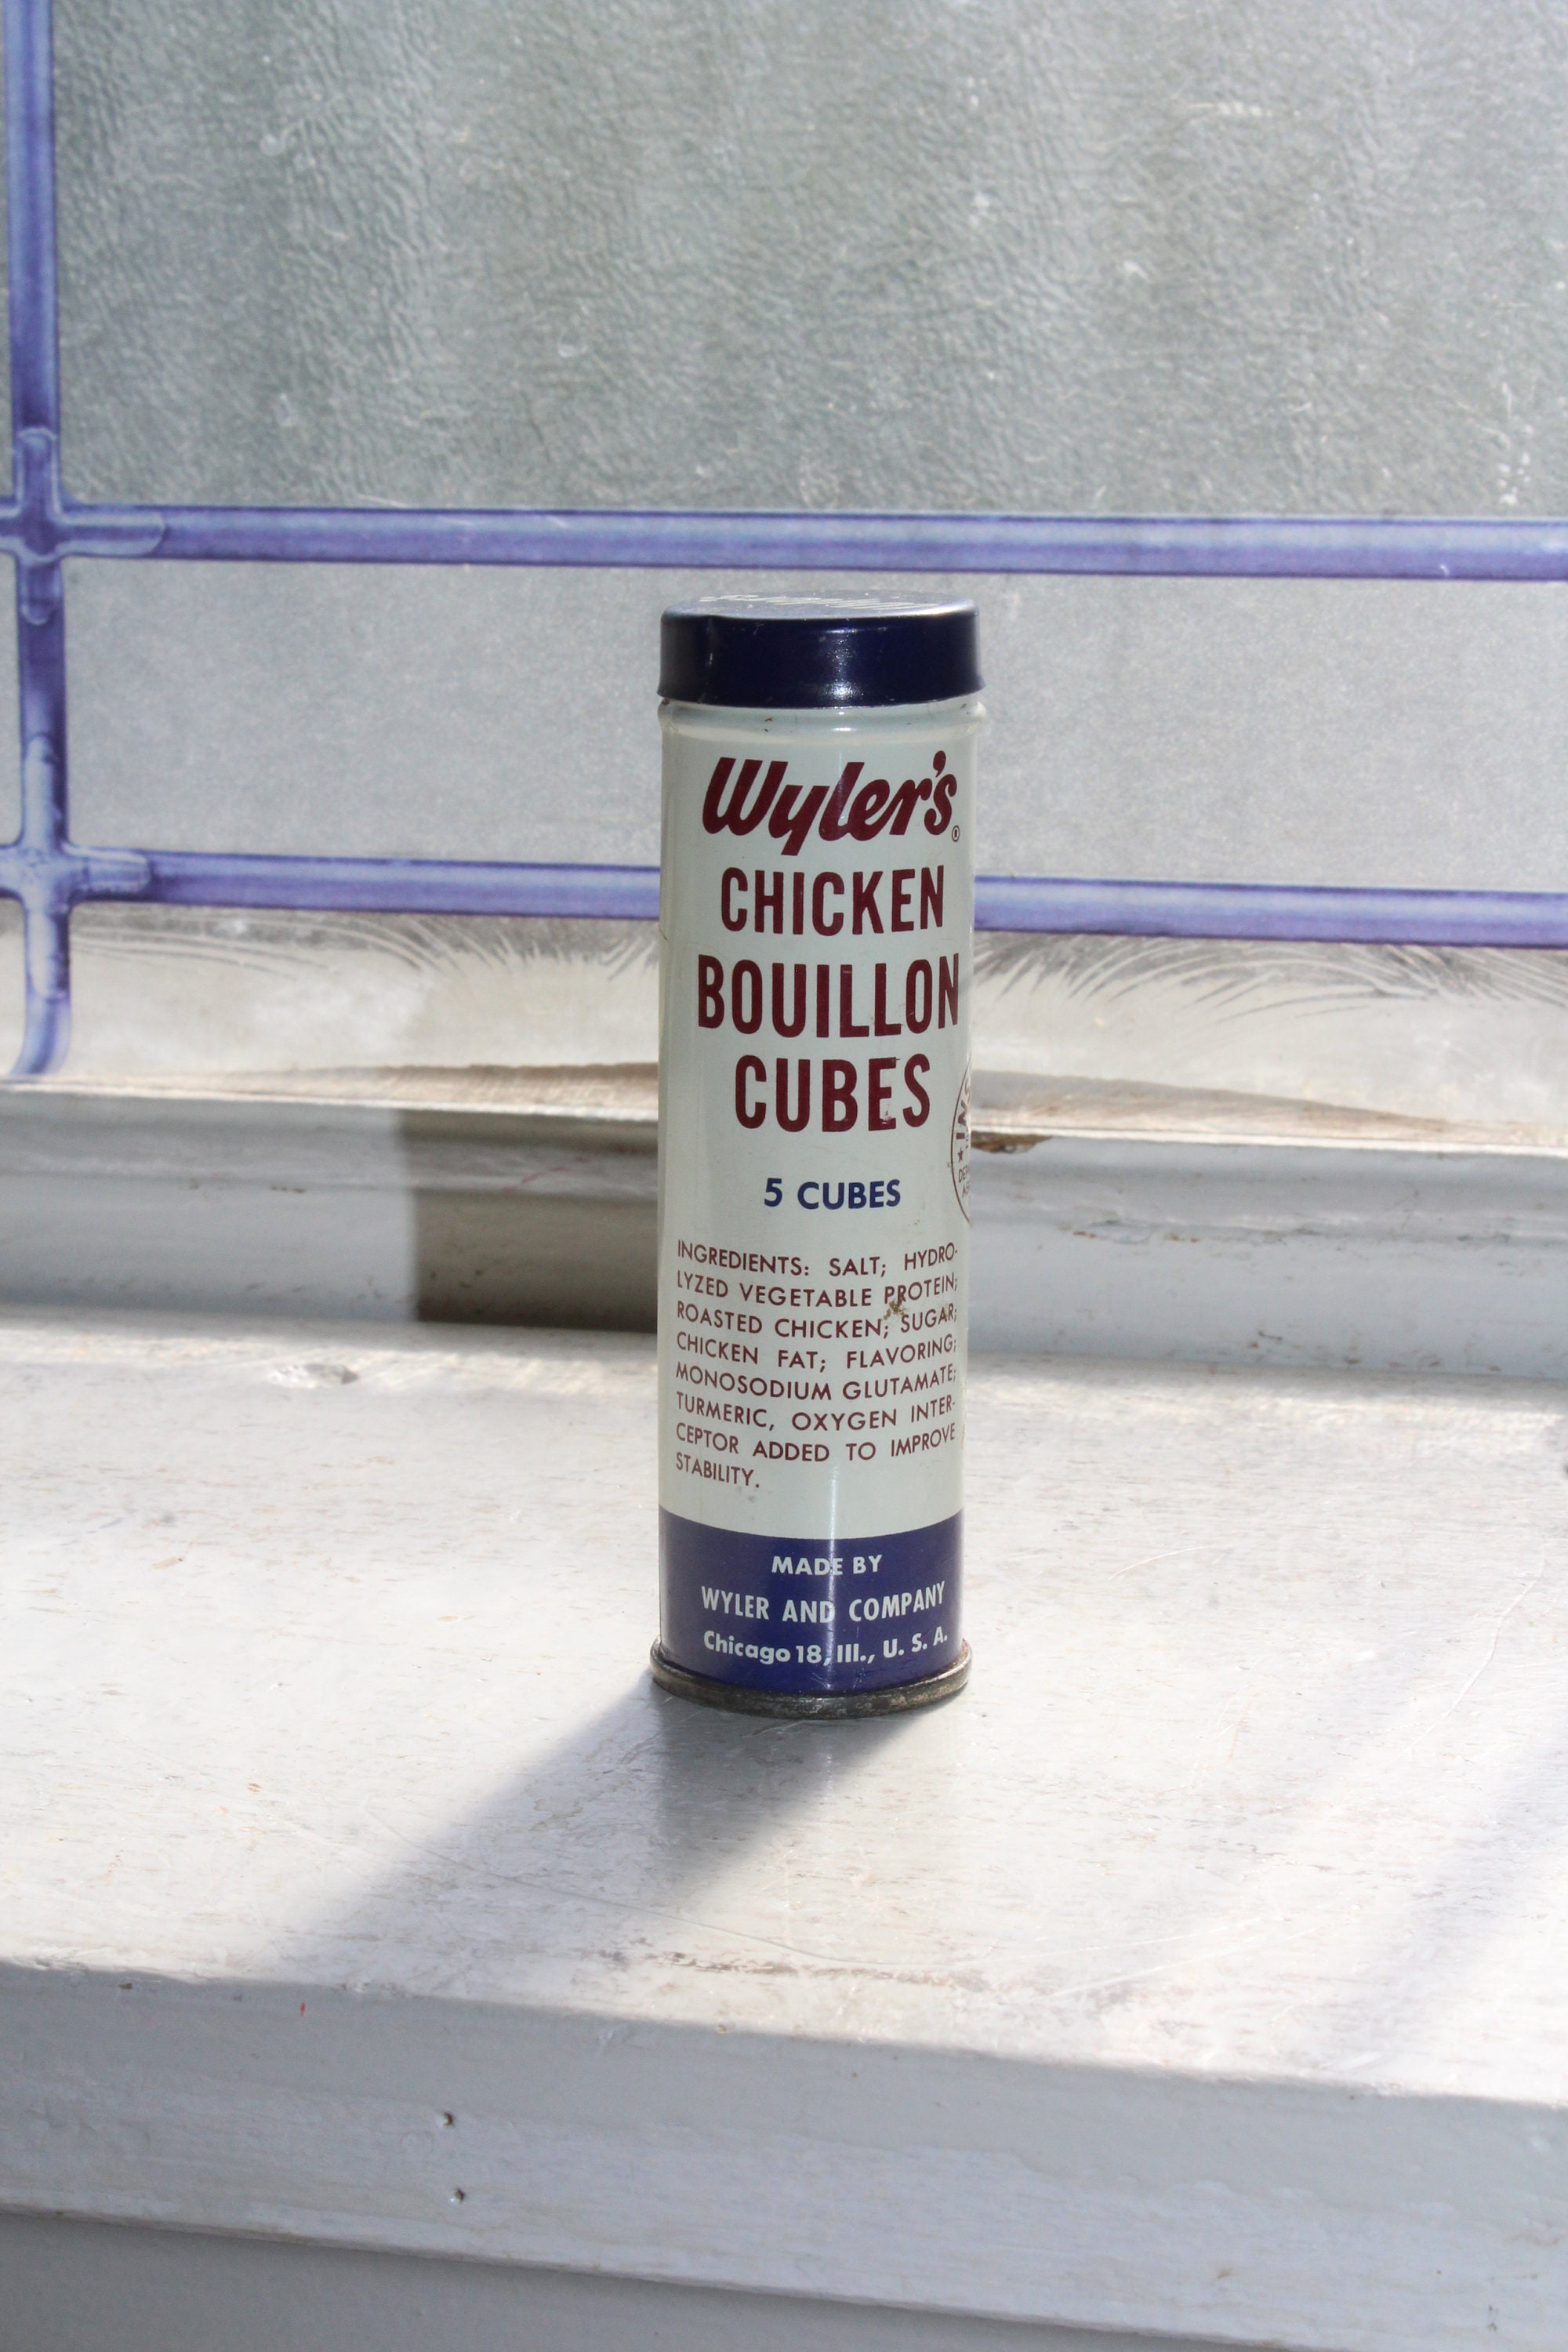 Wyler's®
CHICKEN
BOUILLON
CUBES
5 CUBES
INGREDIENTS: SALT; HYDRO-
LYZED VEGETABLE PROTEIN;
ROASTED CHICKEN; SUGAR;
CHICKEN FAT; FLAVORING;
MONOSODIUM GLUTAMATE;
TURMERIC, OXYGEN INTER-
CEPTOR ADDED TO IMPROVE
STABILITY.
MADE BY
WYLER AND COMPANY
Chicago 18, Ill., U. S. A.